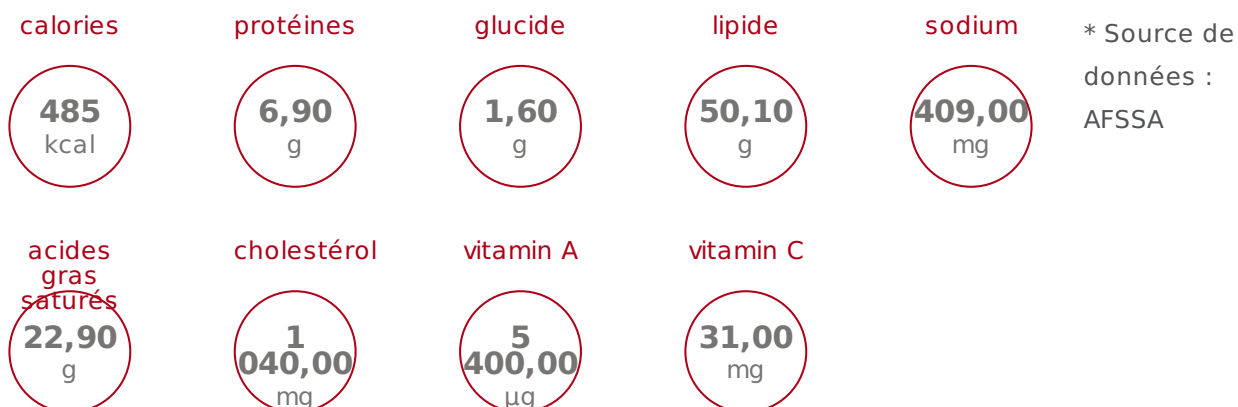 calories
protéines
glucide
lipide
sodium
* Source de
données :
AFSSA
485
kcal
6,90
g
1,60
g
50,10
g
409,00
mg
acides
gras
saturés
cholestérol
vitamin A
vitamin C
22,90
g
1
040,00
mg
5
400,00
µg
31,00
mg